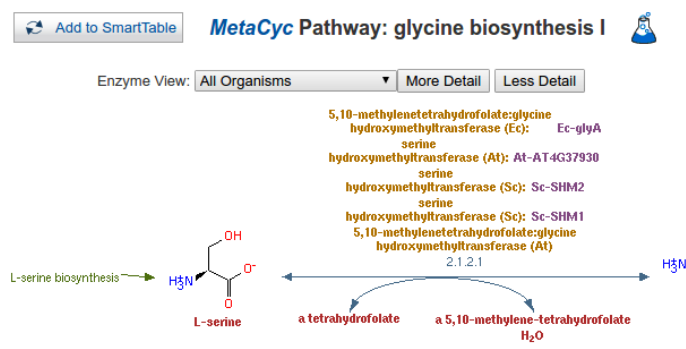 Add to SmartTable
MetaCyc Pathway: glycine biosynthesis I
Enzyme View: All Organisms More Detail Less Detail
5,10-methylenetetrahydrofolate:glycine
hydroxymethyltransferase (Ec): Ec-glyA
serine
hydroxymethyltransferase (At): At-AT4G37930
serine
hydroxymethyltransferase (Sc): Sc-SHM2
serine
hydroxymethyltransferase (Sc): Sc-SHM1
5,10-methylenetetrahydrofolate:glycine
hydroxymethyltransferase (At)
2.1.2.1
OH
L-serine biosynthesis
H3+N
O-
O
H3+N
L-serine
a tetrahydrofolate
a 5,10-methylene-tetrahydrofolate
H2O